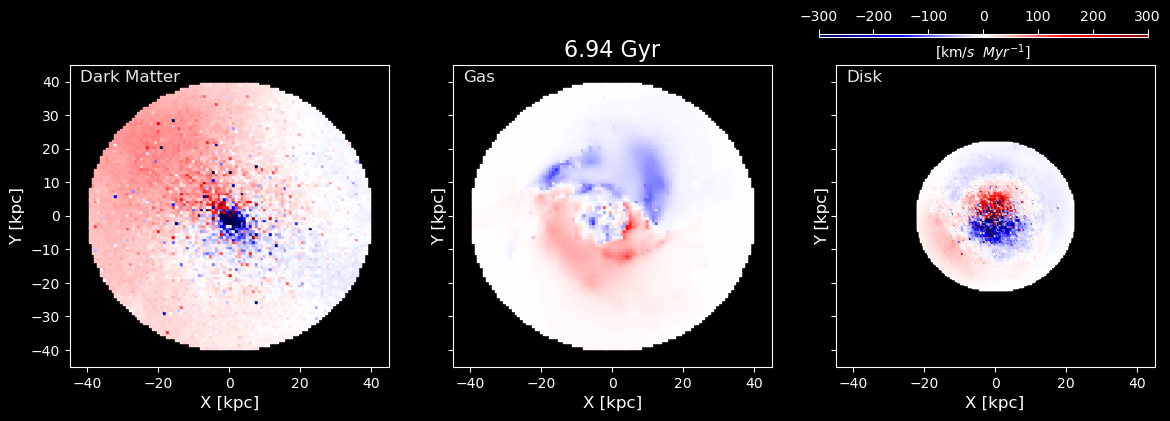 −300 −200 −100 0 100 200 300
[km/s Myr⁻¹]
6.94 Gyr
Dark Matter
Gas
Disk
40
30
20
10
0
−10
−20
−30
−40
Y [kpc]
Y [kpc]
Y [kpc]
−40 −20 0 20 40
−40 −20 0 20 40
−40 −20 0 20 40
X [kpc]
X [kpc]
X [kpc]